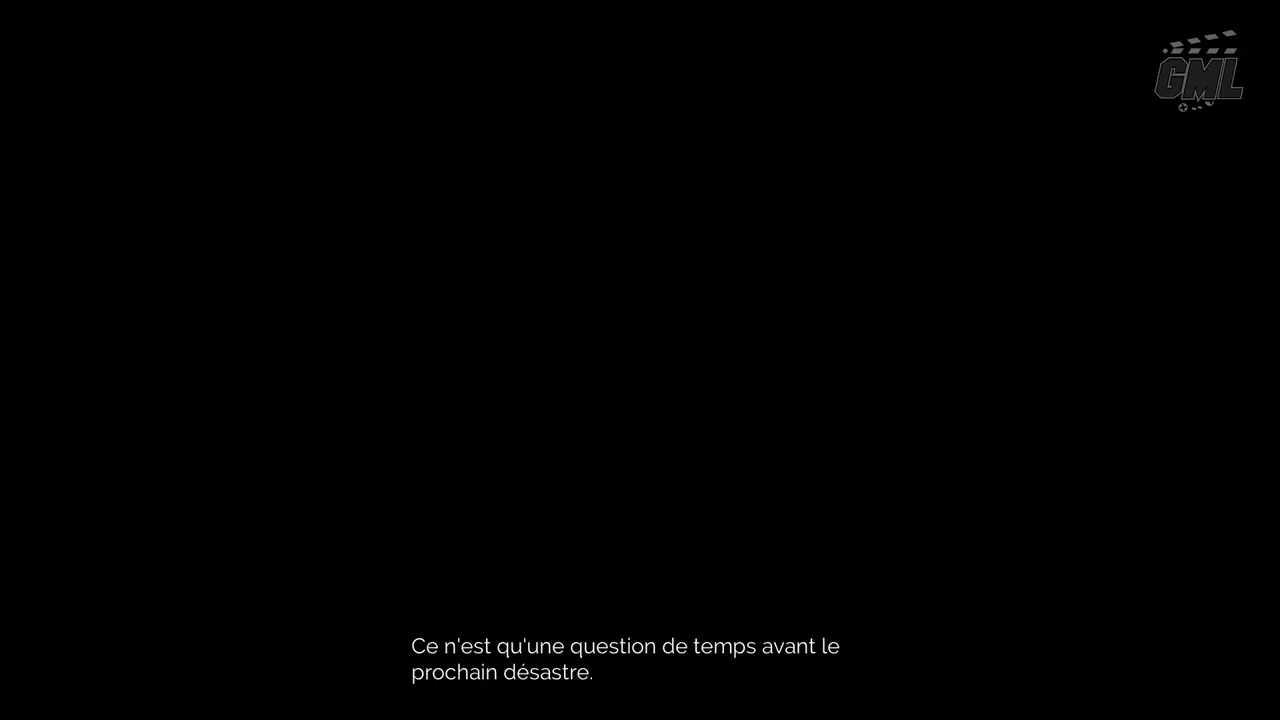 GML
Ce n'est qu'une question de temps avant le
prochain désastre.